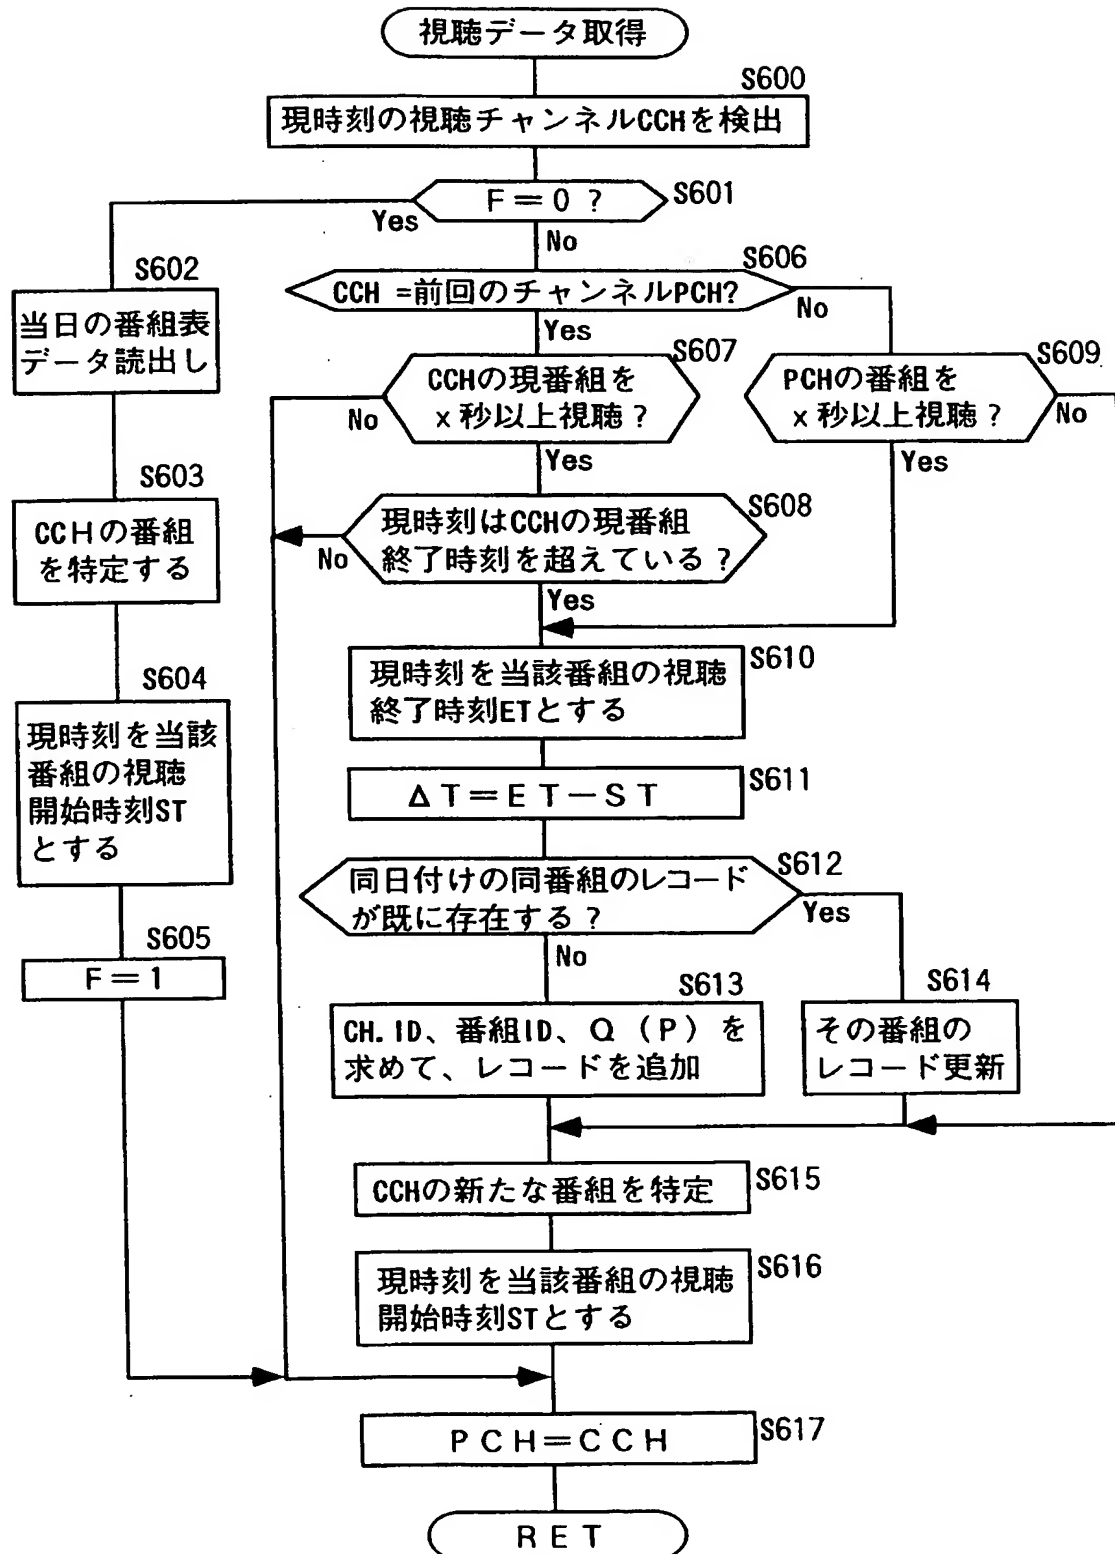 視聴データ取得
S600
現時刻の視聴チャンネルCCHを検出
F=0?
S601
Yes
No
S602
当日の番組表
データ読出し
S603
CCHの番組
を特定する
S604
現時刻を当該
番組の視聴
開始時刻ST
とする
S605
F=1
S606
CCH =前回のチャンネルPCH?
No
Yes
S607
CCHの現番組を
x秒以上視聴?
No
Yes
S609
PCHの番組を
x秒以上視聴?
No
Yes
S608
現時刻はCCHの現番組
終了時刻を超えている?
No
Yes
S610
現時刻を当該番組の視聴
終了時刻ETとする
S611
ΔT=ET-ST
S612
同日付けの同番組のレコード
が既に存在する?
Yes
No
S613
CH.ID、番組ID、Q(P)を
求めて、レコードを追加
S614
その番組の
レコード更新
CCHの新たな番組を特定
S615
現時刻を当該番組の視聴
開始時刻STとする
S616
PCH=CCH
S617
RET